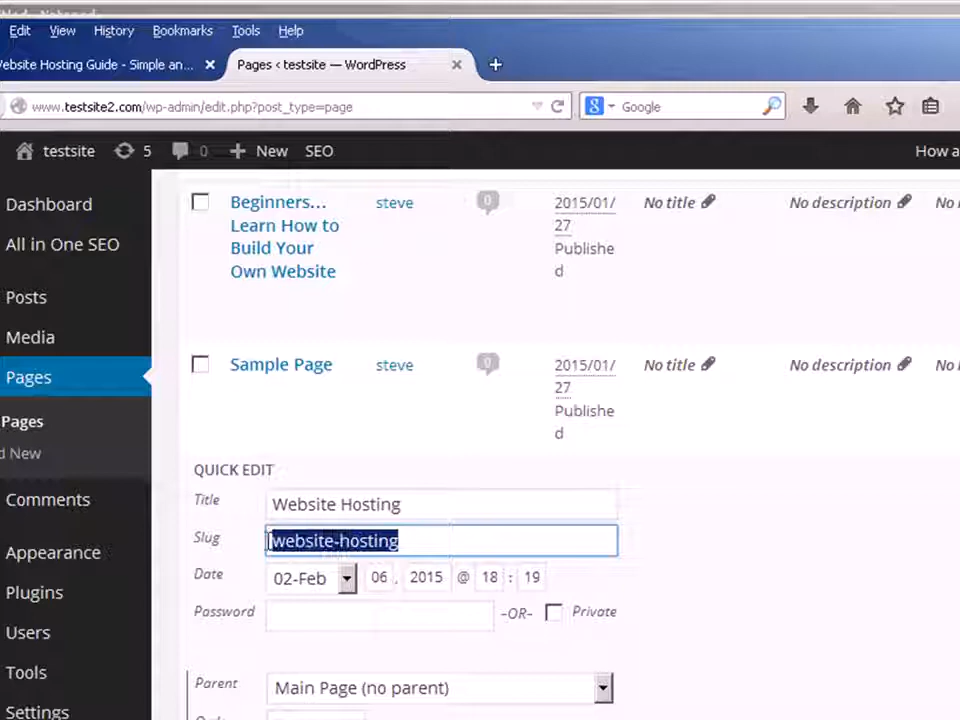 Edit View History Bookmarks Tools Help
ebsite Hosting Guide - Simple an... Pages < testsite — WordPress
www.testsite2.com/wp-admin/edit.php?post_type=page Google
testsite 5 0 New SEO How a
Dashboard
All in One SEO
Posts
Media
Pages
Pages
d New
Comments
Appearance
Plugins
Users
Tools
Settings
Beginners...
Learn How to
Build Your
Own Website
steve
0
2015/01/
27
Publishe
d
No title
No description
No
Sample Page
steve
0
2015/01/
27
Publishe
d
No title
No description
No
QUICK EDIT
Title Website Hosting
Slug website-hosting
Date 02-Feb 06 , 2015 @ 18 : 19
Password –OR– Private
Parent Main Page (no parent)